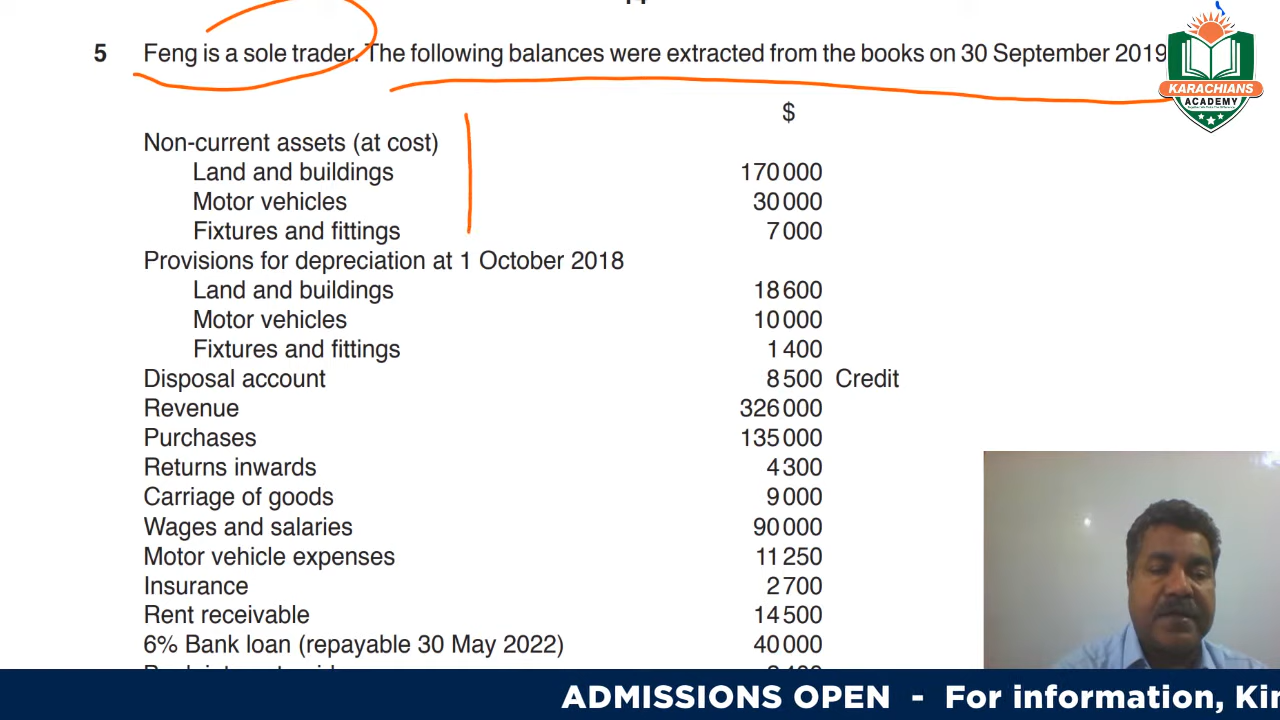 5 Feng is a sole trader. The following balances were extracted from the books on 30 September 2019
$
Non-current assets (at cost)
Land and buildings 170 000
Motor vehicles 30 000
Fixtures and fittings 7 000
Provisions for depreciation at 1 October 2018
Land and buildings 18 600
Motor vehicles 10 000
Fixtures and fittings 1 400
Disposal account 8 500 Credit
Revenue 326 000
Purchases 135 000
Returns inwards 4 300
Carriage of goods 9 000
Wages and salaries 90 000
Motor vehicle expenses 11 250
Insurance 2 700
Rent receivable 14 500
6% Bank loan (repayable 30 May 2022) 40 000
KARACHIANS
ACADEMY
ADMISSIONS OPEN - For information, Kin